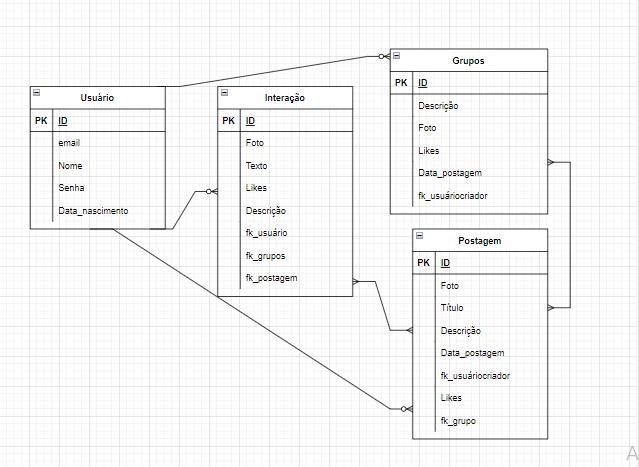 Usuário
PK ID
email
Nome
Senha
Data_nascimento
Interação
PK ID
Foto
Texto
Likes
Descrição
fk_usuário
fk_grupos
fk_postagem
Grupos
PK ID
Descrição
Foto
Likes
Data_postagem
fk_usuáriocriador
Postagem
PK ID
Foto
Título
Descrição
Data_postagem
fk_usuáriocriador
Likes
fk_grupo
A